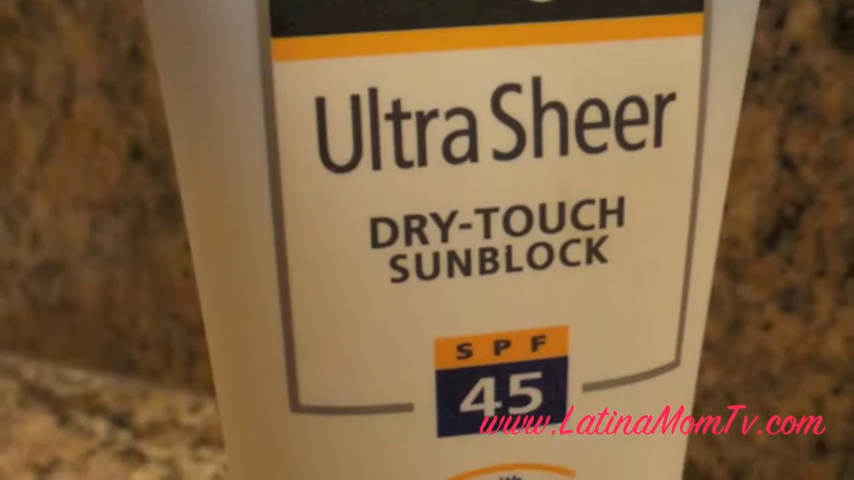 Ultra Sheer
DRY-TOUCH
SUNBLOCK
SPF
45
www.LatinaMomTv.com